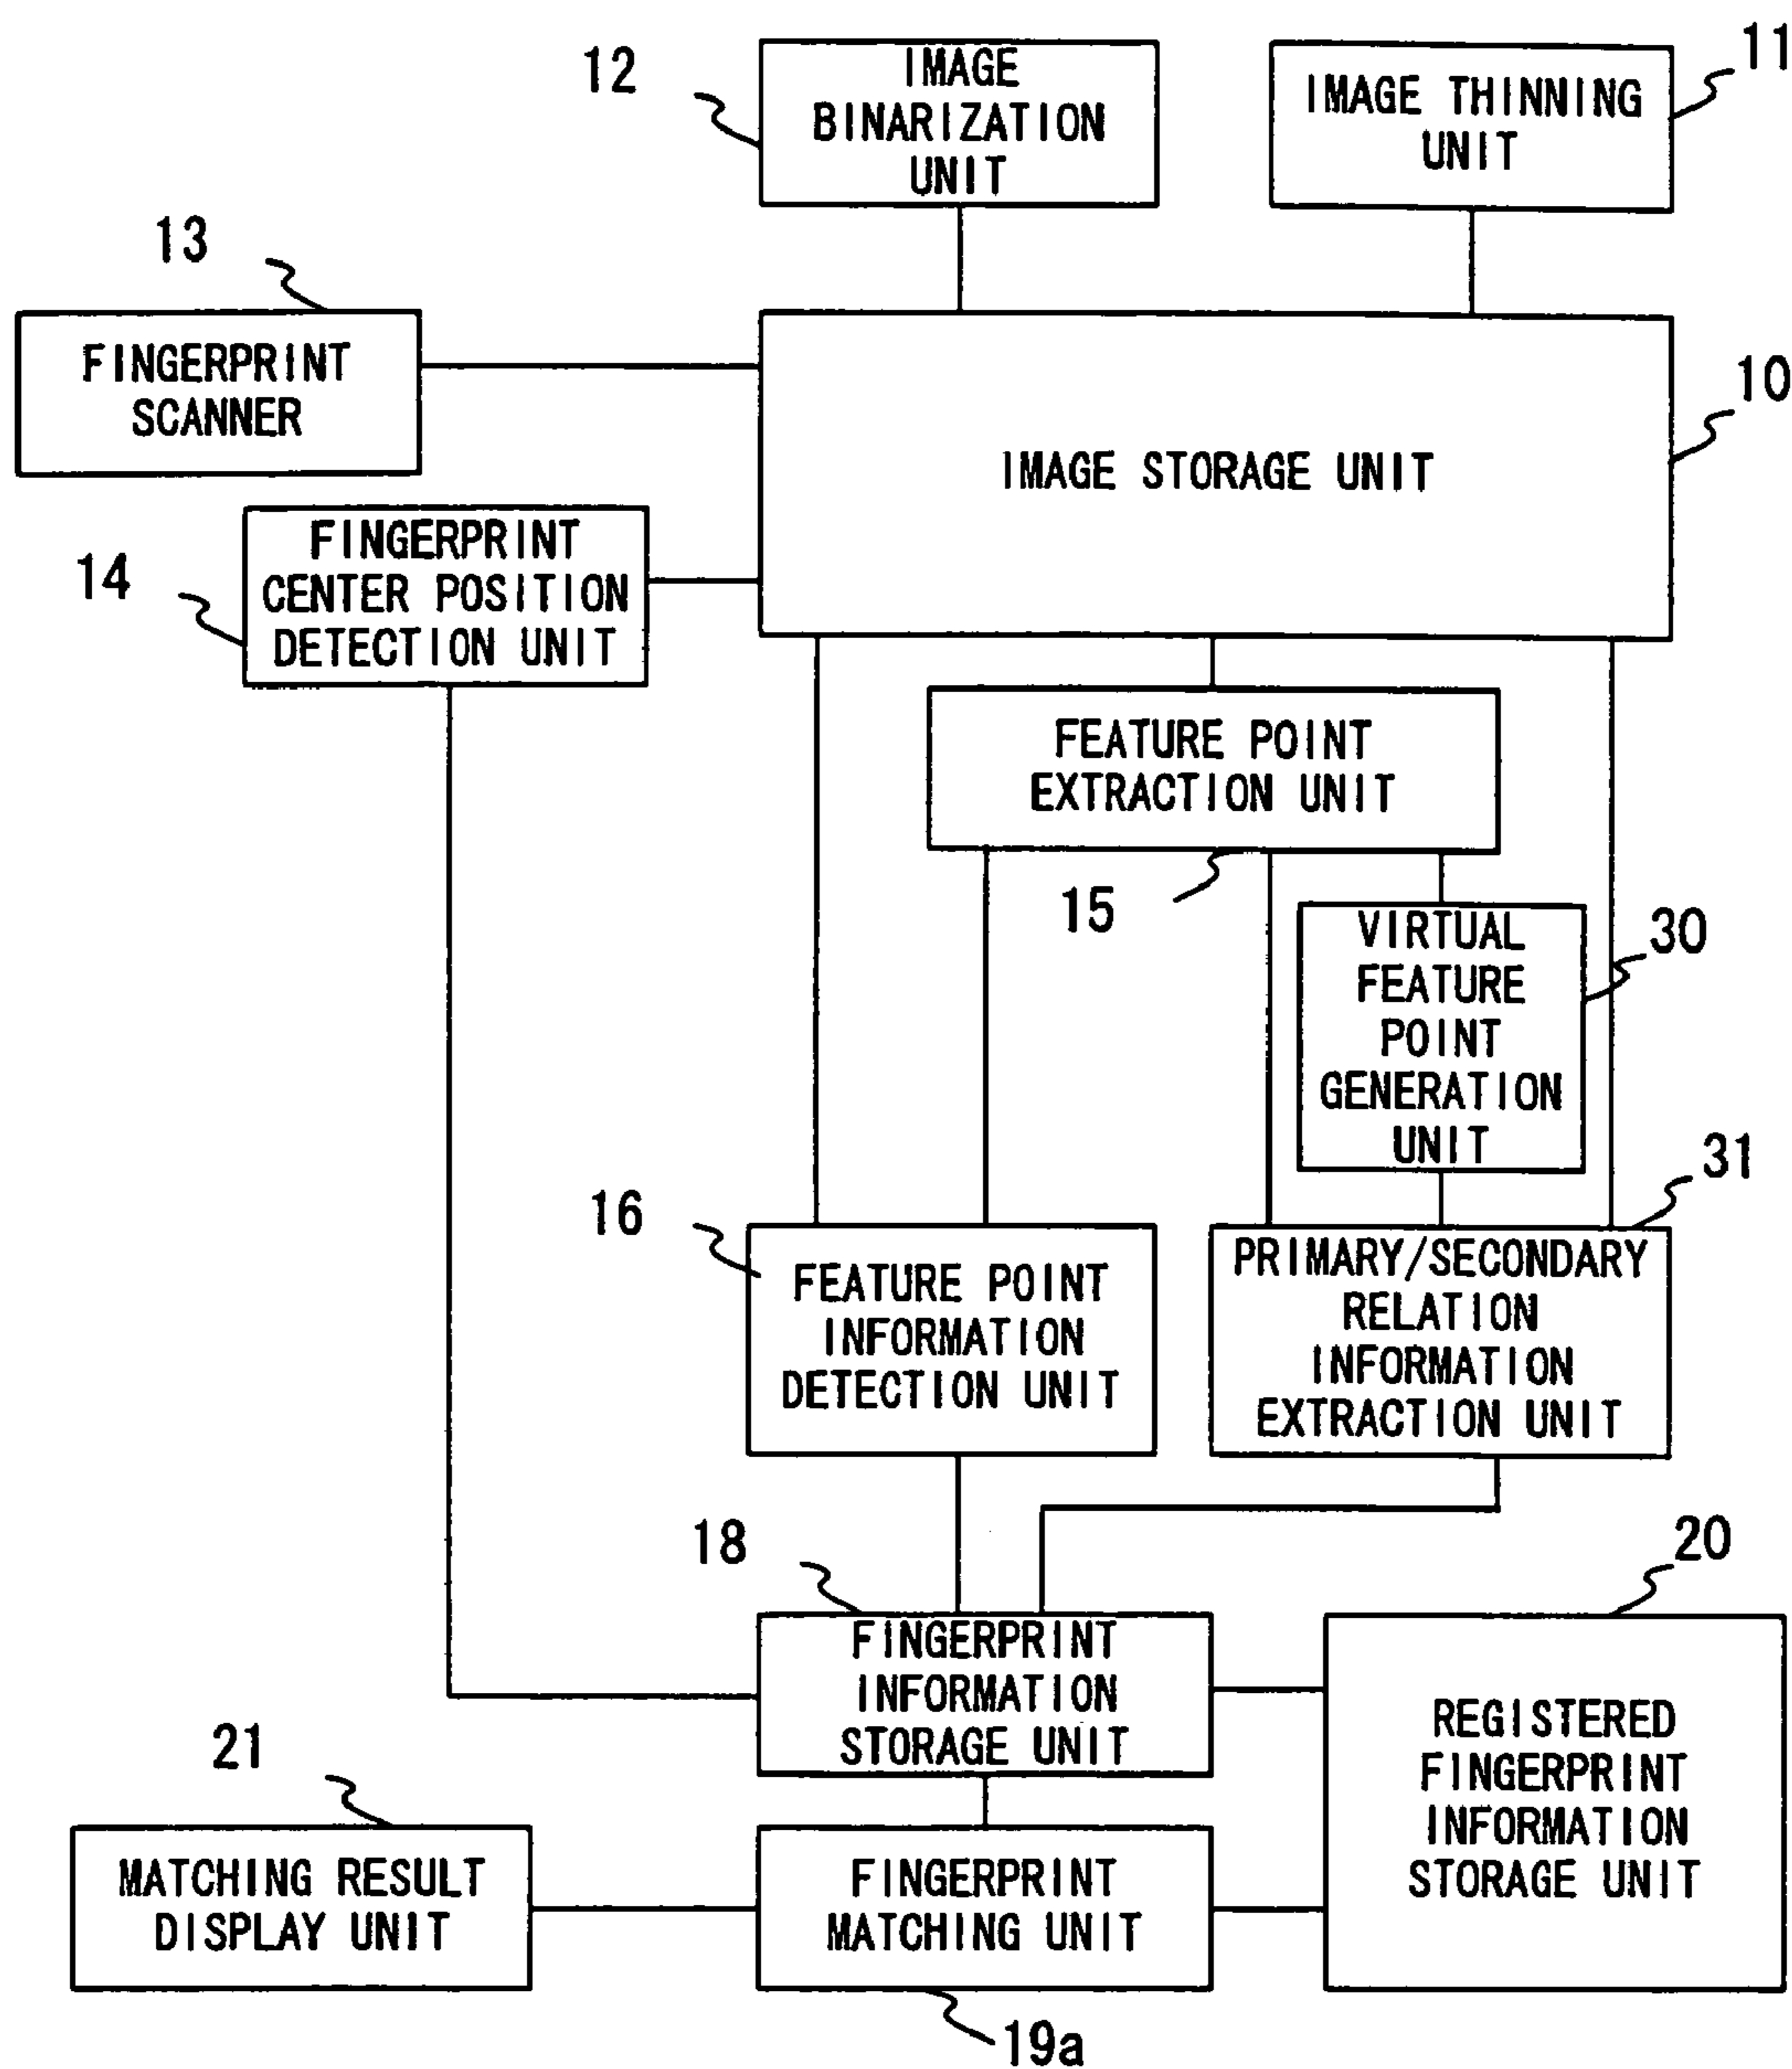 12
IMAGE
BINARIZATION
UNIT
IMAGE THINNING
UNIT
11
13
FINGERPRINT
SCANNER
IMAGE STORAGE UNIT
10
14
FINGERPRINT
CENTER POSITION
DETECTION UNIT
FEATURE POINT
EXTRACTION UNIT
15
VIRTUAL
FEATURE
POINT
GENERATION
UNIT
30
16
FEATURE POINT
INFORMATION
DETECTION UNIT
31
PRIMARY/SECONDARY
RELATION
INFORMATION
EXTRACTION UNIT
18
FINGERPRINT
INFORMATION
STORAGE UNIT
20
REGISTERED
FINGERPRINT
INFORMATION
STORAGE UNIT
21
MATCHING RESULT
DISPLAY UNIT
FINGERPRINT
MATCHING UNIT
19a